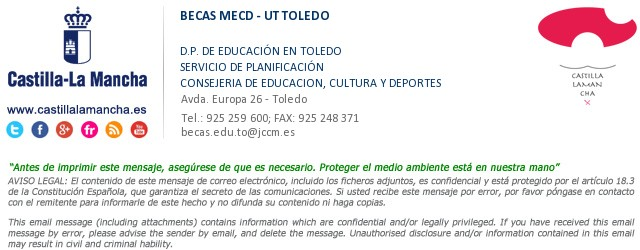 BECAS MECD - UT TOLEDO
D.P. DE EDUCACIÓN EN TOLEDO
SERVICIO DE PLANIFICACIÓN
CONSEJERIA DE EDUCACION, CULTURA Y DEPORTES
Avda. Europa 26 - Toledo
Tel.: 925 259 600; FAX: 925 248 371
becas.edu.to@jccm.es
Castilla-La Mancha
www.castillalamancha.es
CASTILLA
LAMAN
CHA
"Antes de imprimir este mensaje, asegúrese de que es necesario. Proteger el medio ambiente está en nuestra mano"
AVISO LEGAL: El contenido de este mensaje de correo electrónico, incluido los ficheros adjuntos, es confidencial y está protegido por el artículo 18.3
de la Constitución Española, que garantiza el secreto de las comunicaciones. Si usted recibe este mensaje por error, por favor póngase en contacto
con el remitente para informarle de este hecho y no difunda su contenido ni haga copias.
This email message (including attachments) contains information which are confidential and/or legally privileged. If you have received this email
message by error, please advise the sender by email, and delete the message. Unauthorised disclosure and/or information contained in this email
may result in civil and criminal hability.